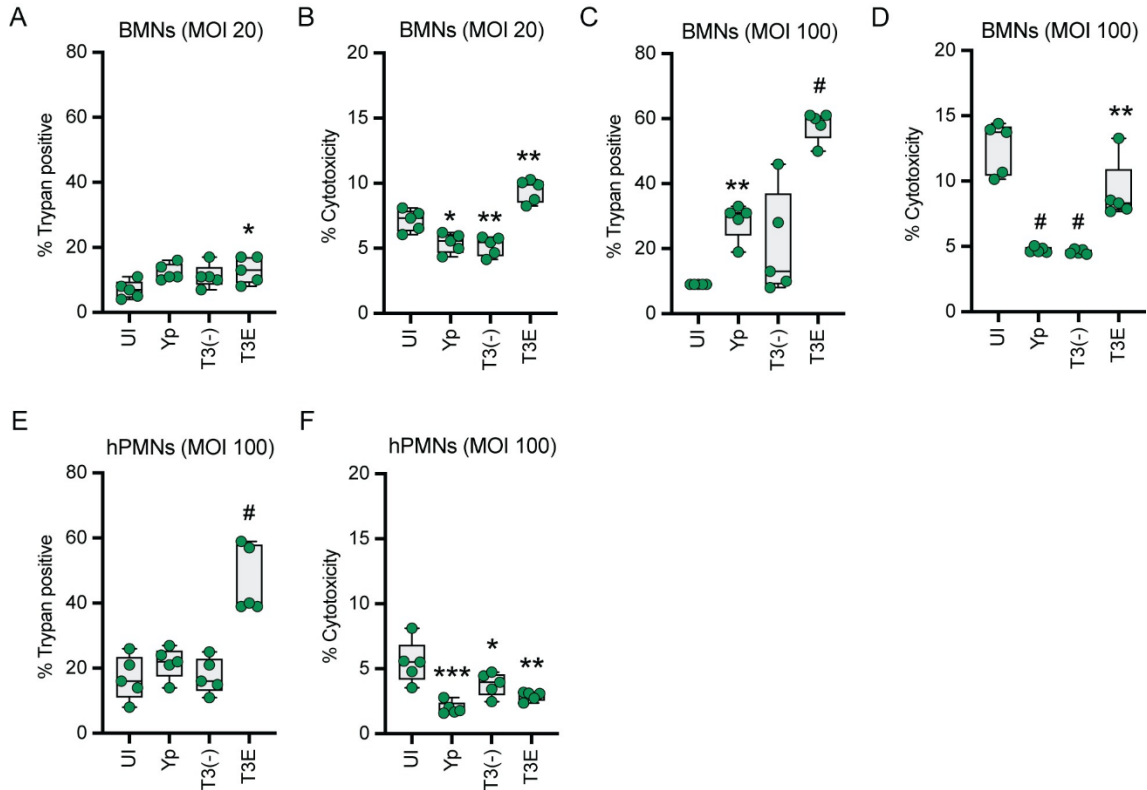 A
BMNs (MOI 20)
% Trypan positive
80
60
40
20
0
*
UI
Yp
T3(-)
T3E
B
BMNs (MOI 20)
% Cytotoxicity
20
15
10
5
0
*
**
**
UI
Yp
T3(-)
T3E
C
BMNs (MOI 100)
% Trypan positive
80
60
40
20
0
**
#
UI
Yp
T3(-)
T3E
D
BMNs (MOI 100)
% Cytotoxicity
20
15
10
5
0
#
#
**
UI
Yp
T3(-)
T3E
E
hPMNs (MOI 100)
% Trypan positive
80
60
40
20
0
#
UI
Yp
T3(-)
T3E
F
hPMNs (MOI 100)
% Cytotoxicity
20
15
10
5
0
***
*
**
UI
Yp
T3(-)
T3E